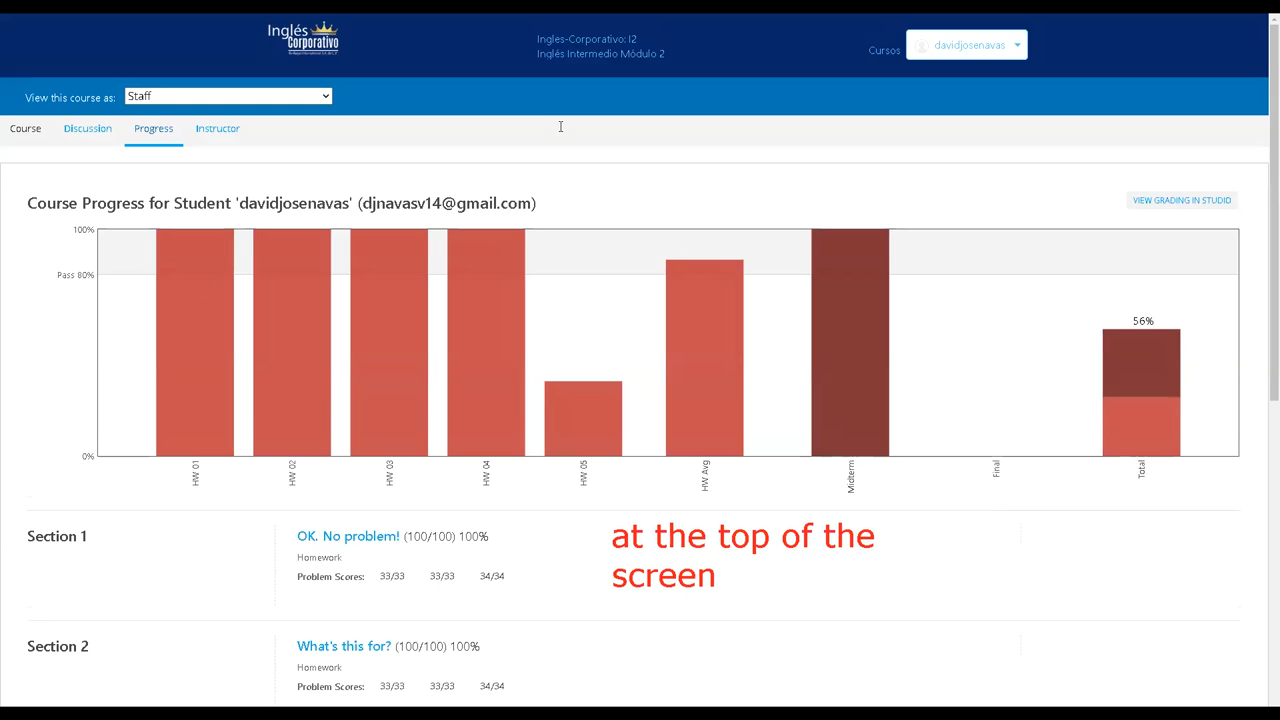 Inglés
Corporativo
Ingles-Corporativo: I2
Inglés Intermedio Módulo 2
Cursos
davidjosenavas
View this course as:
Staff
Course
Discussion
Progress
Instructor
Course Progress for Student 'davidjosenavas' (djnavasv14@gmail.com)
VIEW GRADING IN STUDIO
100%
Pass 80%
0%
56%
HW 01
HW 02
HW 03
HW 04
HW 05
HW Avg
Midterm
Final
Total
Section 1
OK. No problem! (100/100) 100%
Homework
Problem Scores: 33/33 33/33 34/34
at the top of the
screen
Section 2
What's this for? (100/100) 100%
Homework
Problem Scores: 33/33 33/33 34/34